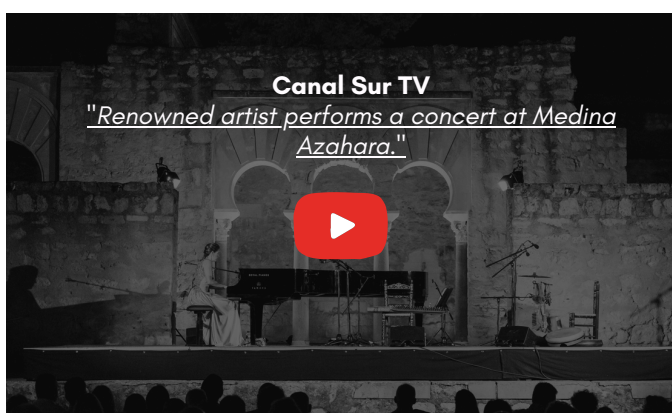 Canal Sur TV
"Renowned artist performs a concert at Medina
Azahara."